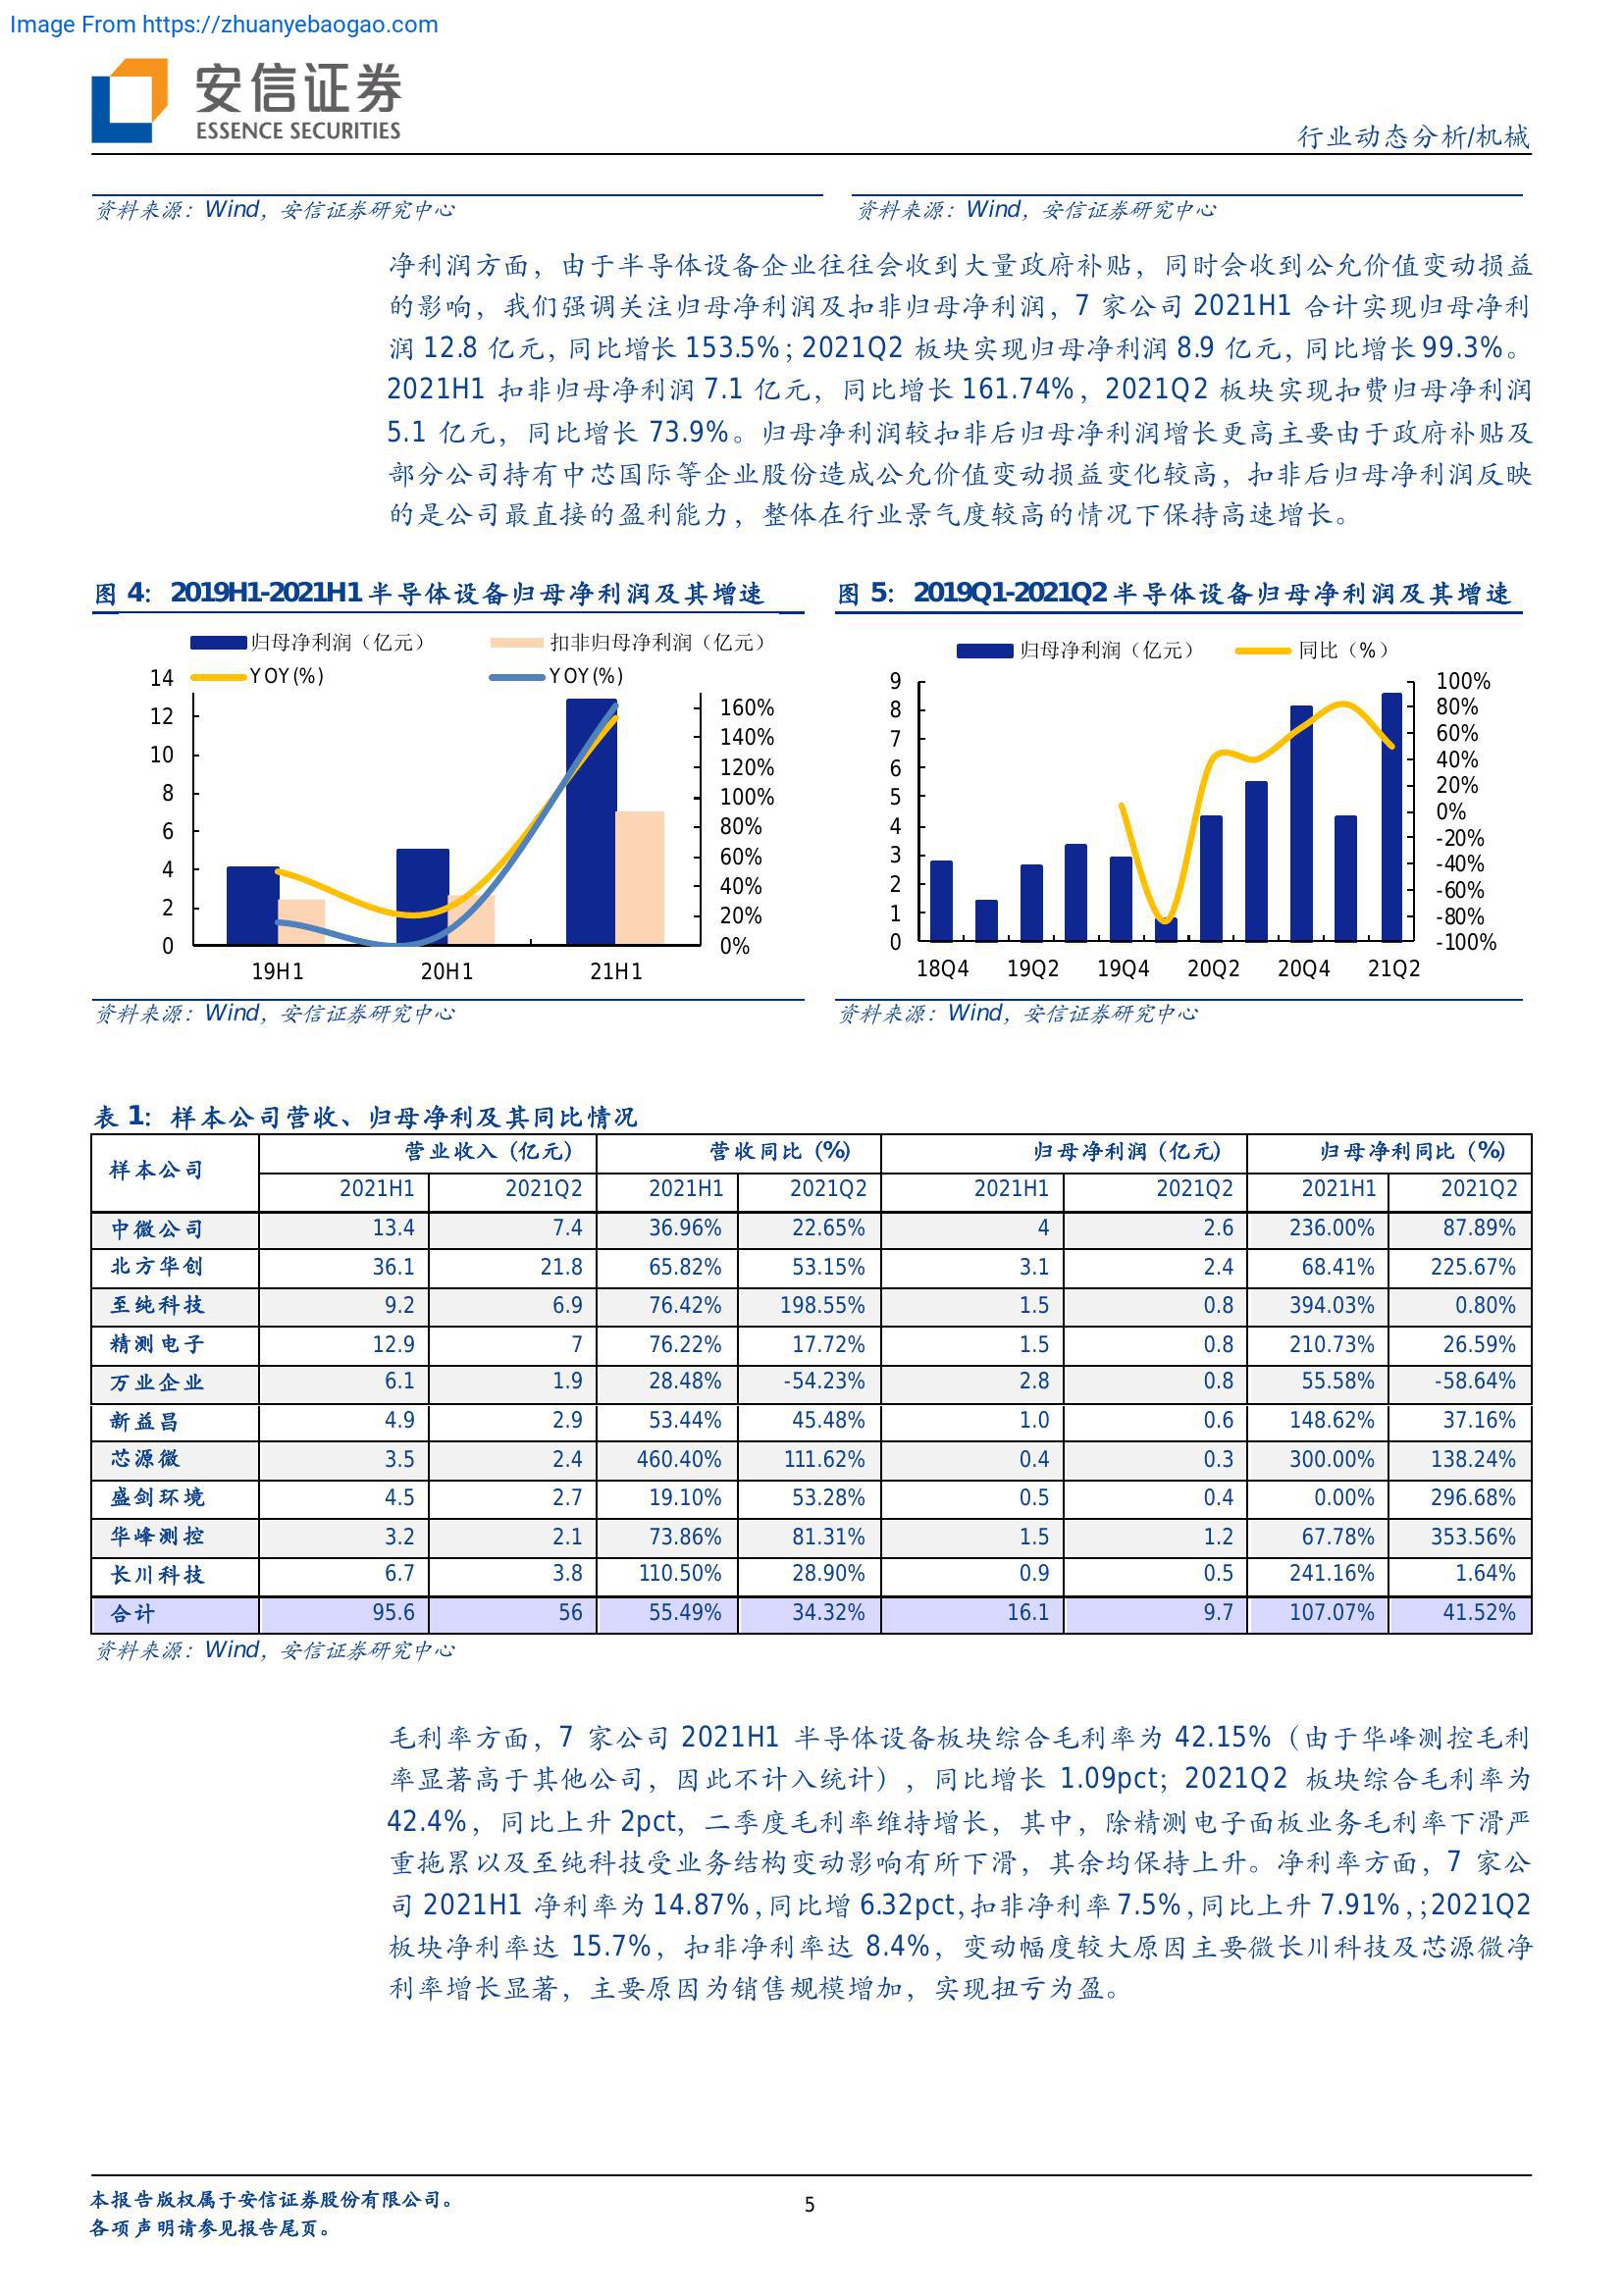 Image From https://zhuanyebaogao.com
安信证券
ESSENCE SECURITIES
行业动态分析/机械
资料来源：Wind，安信证券研究中心
资料来源：Wind，安信证券研究中心
净利润方面，由于半导体设备企业往往会收到大量政府补贴，同时会收到公允价值变动损益
的影响，我们强调关注归母净利润及扣非归母净利润，7 家公司 2021H1 合计实现归母净利
润 12.8 亿元，同比增长 153.5%；2021Q2 板块实现归母净利润 8.9 亿元，同比增长 99.3%。
2021H1 扣非归母净利润 7.1 亿元，同比增长 161.74%，2021Q2 板块实现扣费归母净利润
5.1 亿元，同比增长 73.9%。归母净利润较扣非后归母净利润增长更高主要由于政府补贴及
部分公司持有中芯国际等企业股份造成公允价值变动损益变化较高，扣非后归母净利润反映
的是公司最直接的盈利能力，整体在行业景气度较高的情况下保持高速增长。
图 4：2019H1-2021H1 半导体设备归母净利润及其增速
归母净利润（亿元） 扣非归母净利润（亿元）
YOY(%) YOY(%)
14
12
10
8
6
4
2
0
160%
140%
120%
100%
80%
60%
40%
20%
0%
19H1 20H1 21H1
资料来源：Wind，安信证券研究中心
图 5：2019Q1-2021Q2 半导体设备归母净利润及其增速
归母净利润（亿元） 同比（%）
9
8
7
6
5
4
3
2
1
0
100%
80%
60%
40%
20%
0%
-20%
-40%
-60%
-80%
-100%
18Q4 19Q2 19Q4 20Q2 20Q4 21Q2
资料来源：Wind，安信证券研究中心
表 1：样本公司营收、归母净利及其同比情况
样本公司 营业收入（亿元） 营收同比（%） 归母净利润（亿元） 归母净利同比（%）
2021H1 2021Q2 2021H1 2021Q2 2021H1 2021Q2 2021H1 2021Q2
中微公司 13.4 7.4 36.96% 22.65% 4 2.6 236.00% 87.89%
北方华创 36.1 21.8 65.82% 53.15% 3.1 2.4 68.41% 225.67%
至纯科技 9.2 6.9 76.42% 198.55% 1.5 0.8 394.03% 0.80%
精测电子 12.9 7 76.22% 17.72% 1.5 0.8 210.73% 26.59%
万业企业 6.1 1.9 28.48% -54.23% 2.8 0.8 55.58% -58.64%
新益昌 4.9 2.9 53.44% 45.48% 1.0 0.6 148.62% 37.16%
芯源微 3.5 2.4 460.40% 111.62% 0.4 0.3 300.00% 138.24%
盛剑环境 4.5 2.7 19.10% 53.28% 0.5 0.4 0.00% 296.68%
华峰测控 3.2 2.1 73.86% 81.31% 1.5 1.2 67.78% 353.56%
长川科技 6.7 3.8 110.50% 28.90% 0.9 0.5 241.16% 1.64%
合计 95.6 56 55.49% 34.32% 16.1 9.7 107.07% 41.52%
资料来源：Wind，安信证券研究中心
毛利率方面，7 家公司 2021H1 半导体设备板块综合毛利率为 42.15%（由于华峰测控毛利
率显著高于其他公司，因此不计入统计），同比增长 1.09pct；2021Q2 板块综合毛利率为
42.4%，同比上升 2pct，二季度毛利率维持增长，其中，除精测电子面板业务毛利率下滑严
重拖累以及至纯科技受业务结构变动影响有所下滑，其余均保持上升。净利率方面，7 家公
司 2021H1 净利率为 14.87%，同比增 6.32pct，扣非净利率 7.5%，同比上升 7.91%，；2021Q2
板块净利率达 15.7%，扣非净利率达 8.4%，变动幅度较大原因主要微长川科技及芯源微净
利率增长显著，主要原因为销售规模增加，实现扭亏为盈。
本报告版权属于安信证券股份有限公司。
各项声明请参见报告尾页。
5